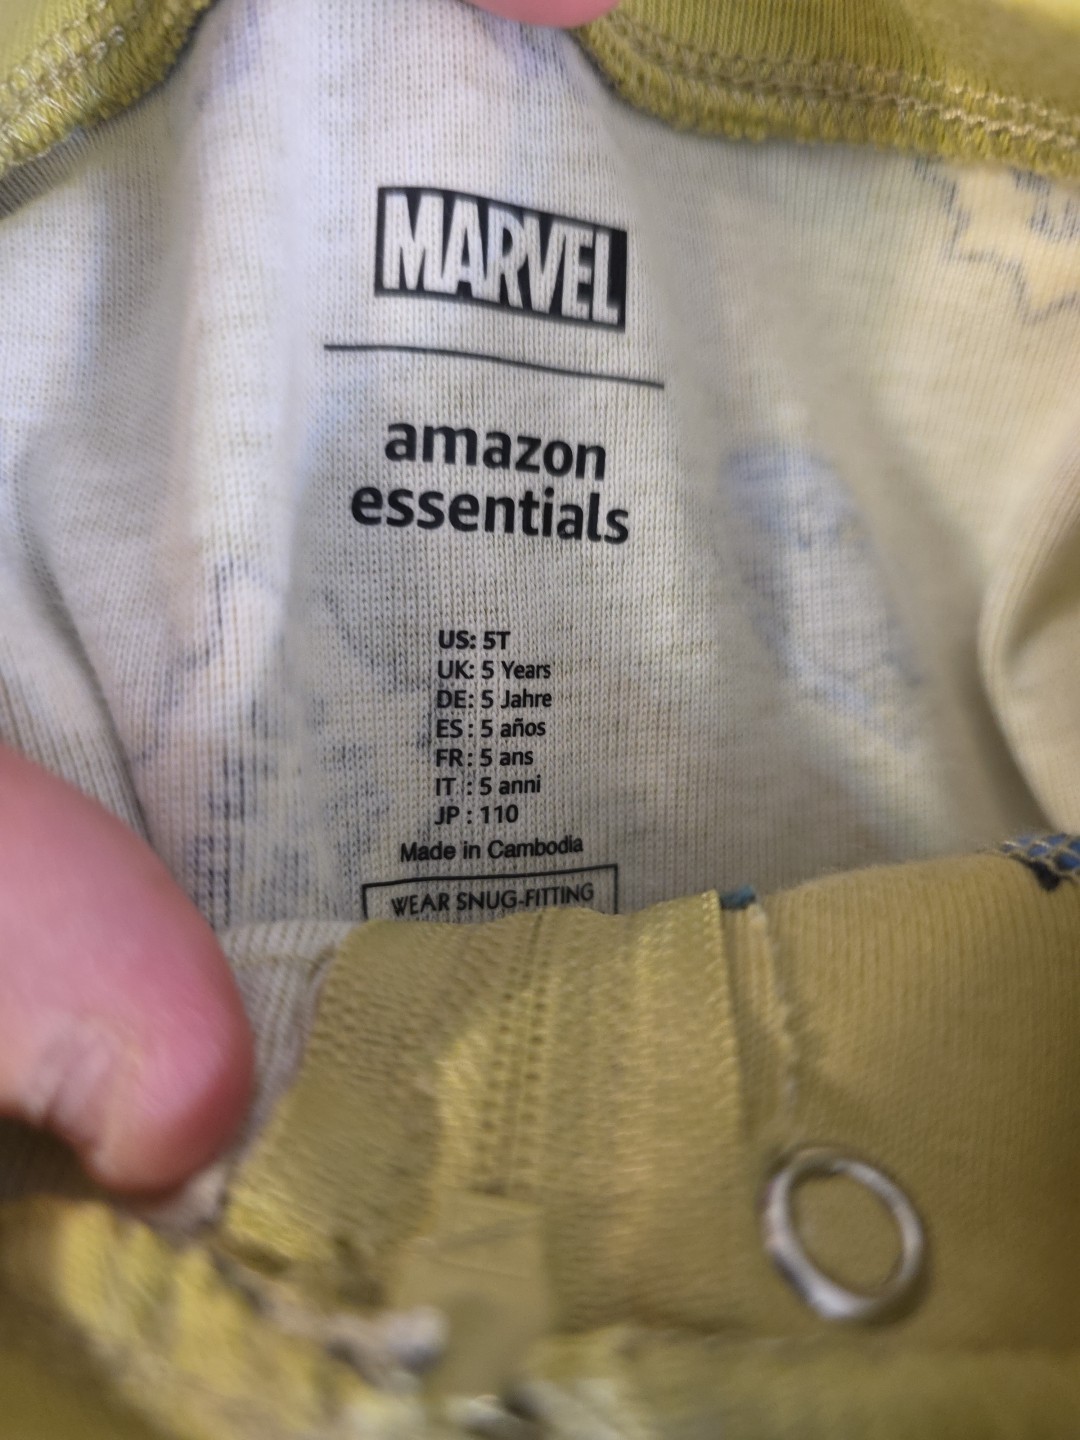 MARVEL
amazon
essentials
US: 5T
UK: 5 Years
DE: 5 Jahre
ES : 5 años
FR : 5 ans
IT : 5 anni
JP : 110
Made in Cambodia
WEAR SNUG-FITTING